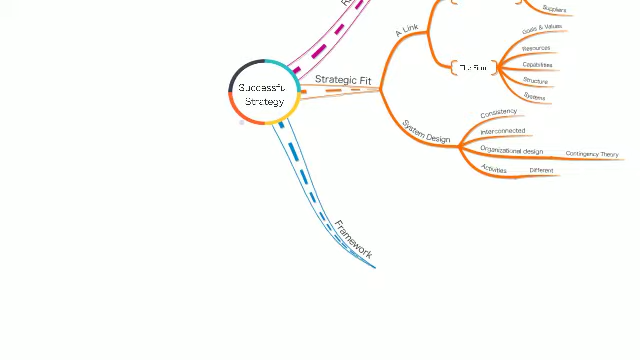 Suppliers
Goals & Values
A Link
Resources
Capabilities
Structure
Systems
Strategic Fit
Successful
Strategy
Consistency
System Design
Interconnected
Organizational design
Contingency Theory
Activities
Different
Framework